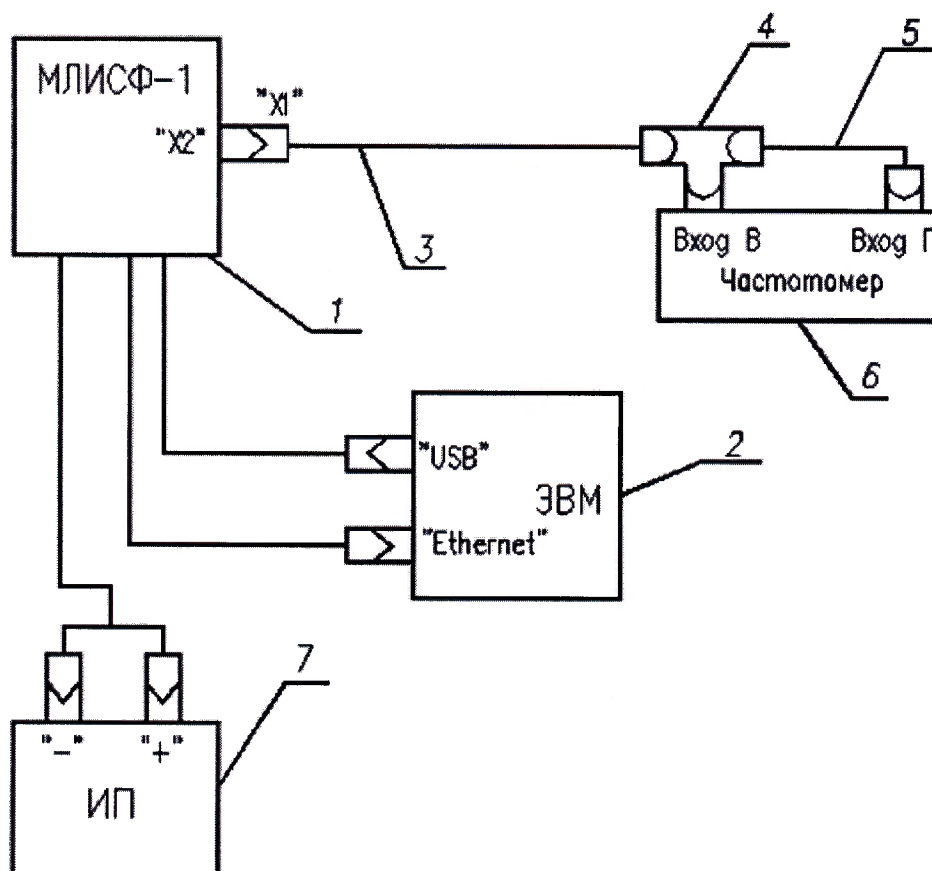 МЛИСФ-1
"X1"
"X2"
4
5
3
1
Вход В
Вход Г
Частотомер
6
"USB"
2
ЭВМ
"Ethernet"
7
"-"
"+"
ИП